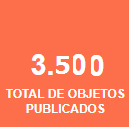 3.500
TOTAL DE OBJETOS
PUBLICADOS